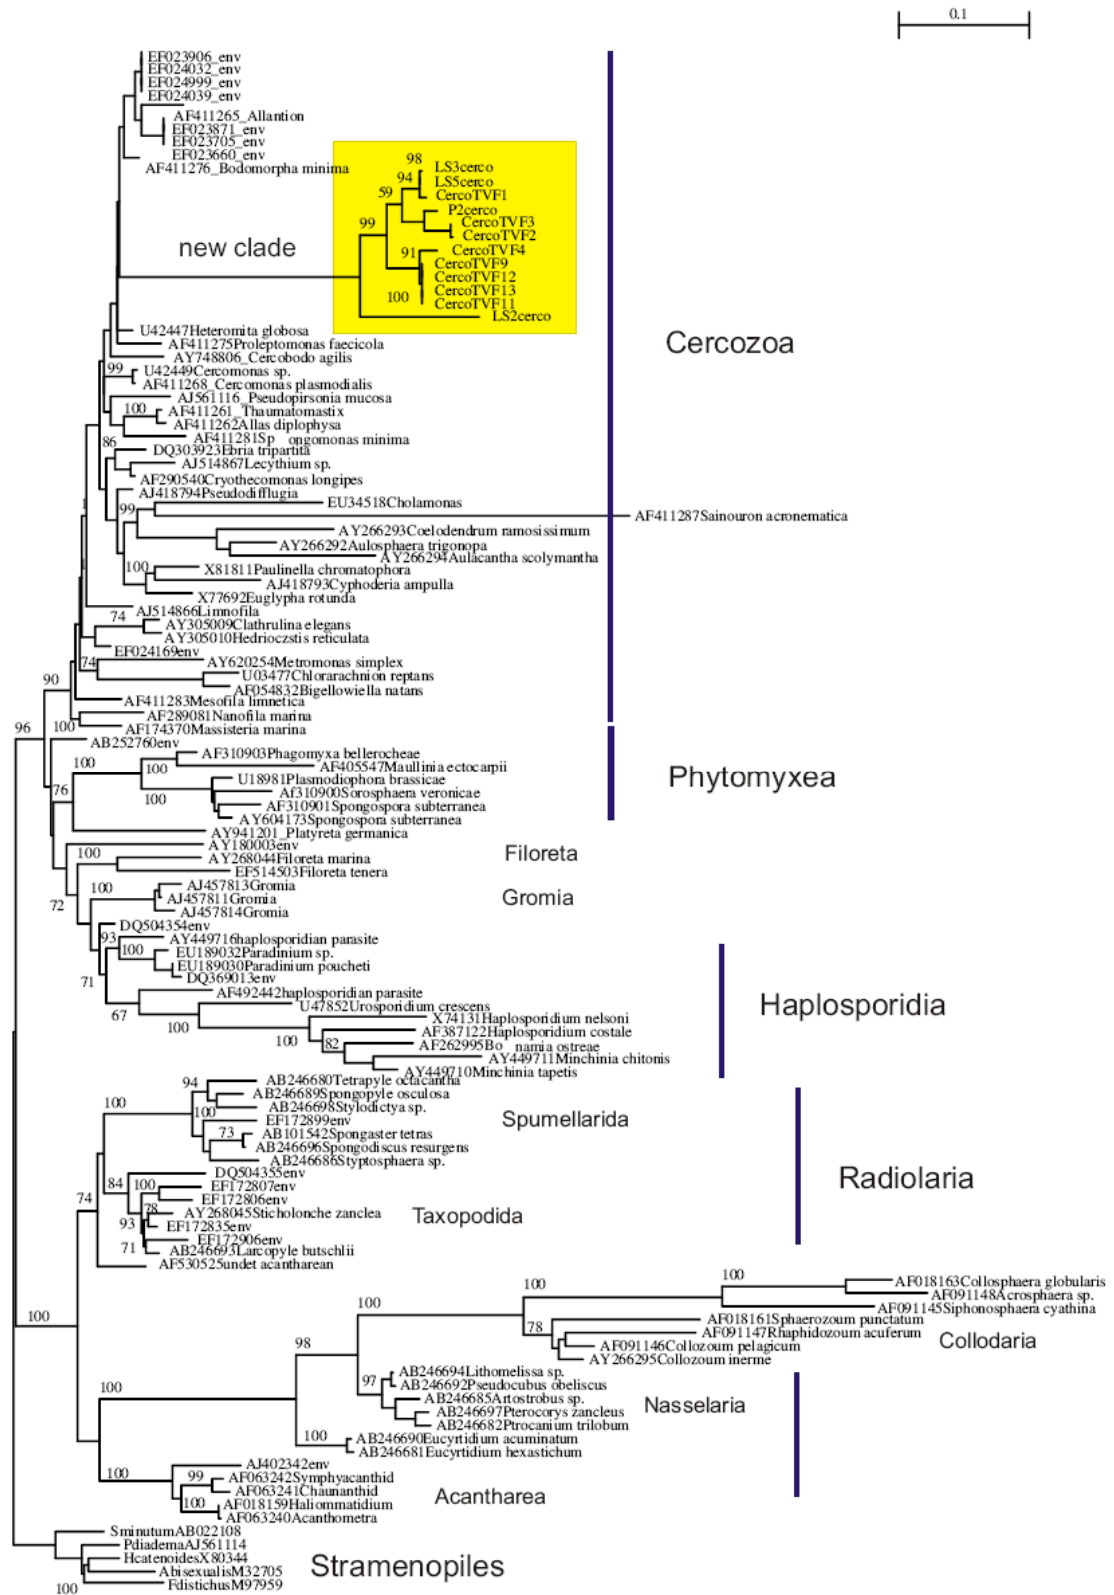 0.1
EF023906_env
EF024032_env
EF024999_env
EF024039_env
AF411265_Allantion
EF023871_env
EF023705_env
EF023660_env
AF411276_Bodomorpha minima
98
LS3cerco
94
LS5cerco
59
CercoTVF1
P2cerco
99
CercoTVF3
CercoTVF2
new clade
91
CercoTVF4
CercoTVF9
CercoTVF12
100
CercoTVF13
CercoTVF11
LS2cerco
Cercozoa
U42447Heteromita globosa
AF411275Proleptomonas faecicola
AY748806_Cercobodo agilis
99
U42449Cercomonas sp.
AF411268_Cercomonas plasmodialis
AJ561116_Pseudopirsonia mucosa
100
AF411261_Thaumatomastix
AF411262Allas diplophysa
AF411281Sp ongomonas minima
86
DQ303923Ebria tripartita
AJ514867Lecythium sp.
AF290540Cryothecomonas longipes
AJ418794Pseudodifflugia
1
99
EU34518Cholamonas
AF411287Sainouron acronematica
AY266293Coelodendrum ramosissimum
AY266292Aulosphaera trigonopa
AY266294Aulacantha scolymantha
100
X81811Paulinella chromatophora
AJ418793Cyphoderia ampulla
X77692Euglypha rotunda
AJ514866Limnofila
74
AY305009Clathrulina elegans
AY305010Hedrioczstis reticulata
EF024169env
74
AY620254Metromonas simplex
U03477Chlorarachnion reptans
AF054832Bigellowiella natans
90
AF411283Mesofila limnetica
AF289081Nanofila marina
96
100
AF174370Massisteria marina
AB252760env
AF310903Phagomyxa bellerocheae
100
100
AF405547Maullinia ectocarpii
Phytomyxea
U18981Plasmodiophora brassicae
76
100
Af310900Sorosphaera veronicae
AF310901Spongospora subterranea
AY604173Spongospora subterranea
AY941201_Platyreta germanica
AY180003env
Filoreta
100
AY268044Filoreta marina
EF514503Filoreta tenera
100
AJ457813Gromia
72
AJ457811Gromia
Gromia
AJ457814Gromia
DQ504354env
93
AY449716haplosporidian parasite
100
EU189032Paradinium sp.
EU189030Paradinium poucheti
71
DQ369013env
AF492442haplosporidian parasite
67
U47852Urosporidium crescens
Haplosporidia
100
X74131Haplosporidium nelsoni
100
AF387122Haplosporidium costale
82
AF262995Bo namia ostreae
AY449711Minchinia chitonis
AY449710Minchinia tapetis
94
AB246680Tetrapyle octacantha
AB246689Spongopyle osculosa
100
100
AB246698Stylodictya sp.
EF172899env
Spumellarida
73
AB101542Spongaster tetras
AB246696Spongodiscus resurgens
AB246686Styptosphaera sp.
DQ504355env
84
100
EF172807env
Radiolaria
74
EF172806env
78
AY268045Sticholonche zanclea
Taxopodida
93
EF172835env
EF172906env
71
AB246693Larcopyle butschlii
AF530525undet acantharean
100
100
AF018163Collosphaera globularis
AF091148Acrosphaera sp.
100
AF091145Siphonosphaera cyathina
100
AF018161Sphaerozoum punctatum
78
AF091147Rhaphidozoum acuferum
Collodaria
98
AF091146Collozoum pelagicum
AY266295Collozoum inerme
AB246694Lithomelissa sp.
97
AB246692Pseudocubus obeliscus
100
AB246685Artostrobus sp.
Nasselaria
AB246697Pterocorys zancleus
AB246682Ptrocanium trilobum
100
AB246690Eucyrtidium acuminatum
AB246681Eucyrtidium hexastichum
AJ402342env
100
99
AF063242Symphyacanthid
AF063241Chaunanthid
Acantharea
100
AF018159Haliommatidium
AF063240Acanthometra
SminutumAB022108
PdiademaAJ561114
HcatenoidesX80344
Stramenopiles
AbisexualisM32705
100
FdistichusM97959